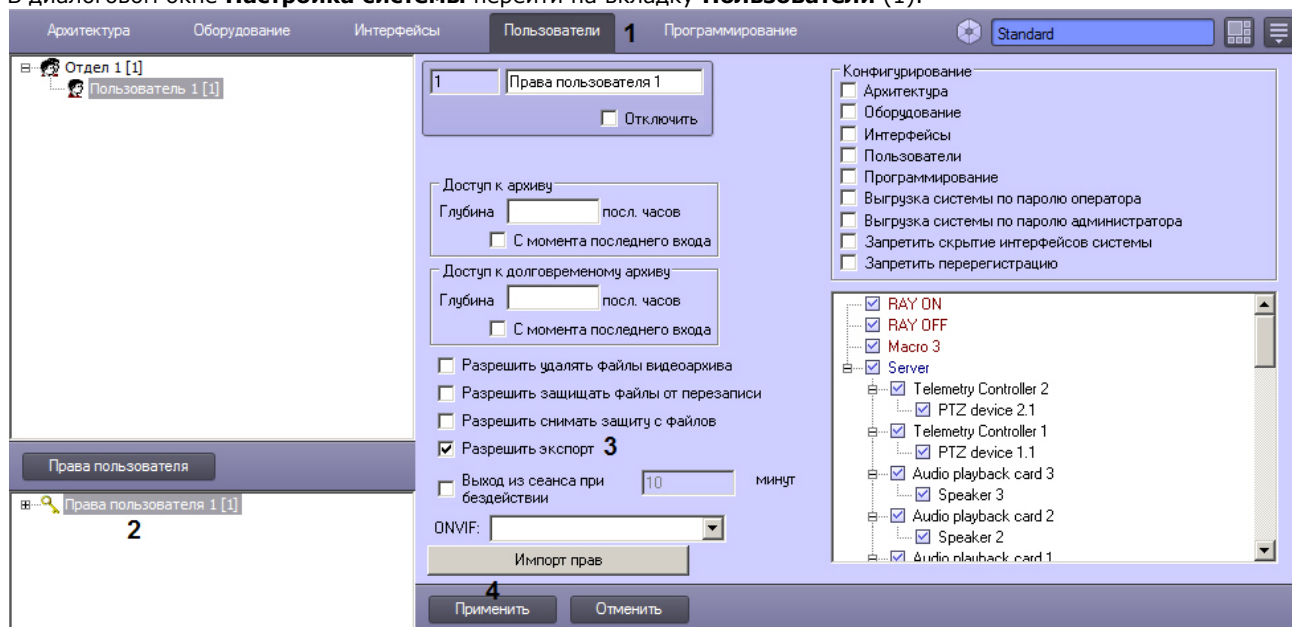 В диалоговом окне Настройка системы перейти на вкладку Пользователи (1).
Архитектура Оборудование Интерфейсы Пользователи 1 Программирование Standard
Отдел 1 [1]
Пользователь 1 [1]
Права пользователя
Права пользователя 1 [1]
2
1 Права пользователя 1
Отключить
Доступ к архиву
Глубина посл. часов
С момента последнего входа
Доступ к долговременому архиву
Глубина посл. часов
С момента последнего входа
Разрешить удалять файлы видеоархива
Разрешить защищать файлы от перезаписи
Разрешить снимать защиту с файлов
Разрешить экспорт 3
Выход из сеанса при
бездействии
10 минут
ONVIF:
Импорт прав
4
Применить Отменить
Конфигурирование
Архитектура
Оборудование
Интерфейсы
Пользователи
Программирование
Выгрузка системы по паролю оператора
Выгрузка системы по паролю администратора
Запретить скрытие интерфейсов системы
Запретить перерегистрацию
RAY ON
RAY OFF
Macro 3
Server
Telemetry Controller 2
PTZ device 2.1
Telemetry Controller 1
PTZ device 1.1
Audio playback card 3
Speaker 3
Audio playback card 2
Speaker 2
Audio playback card 1